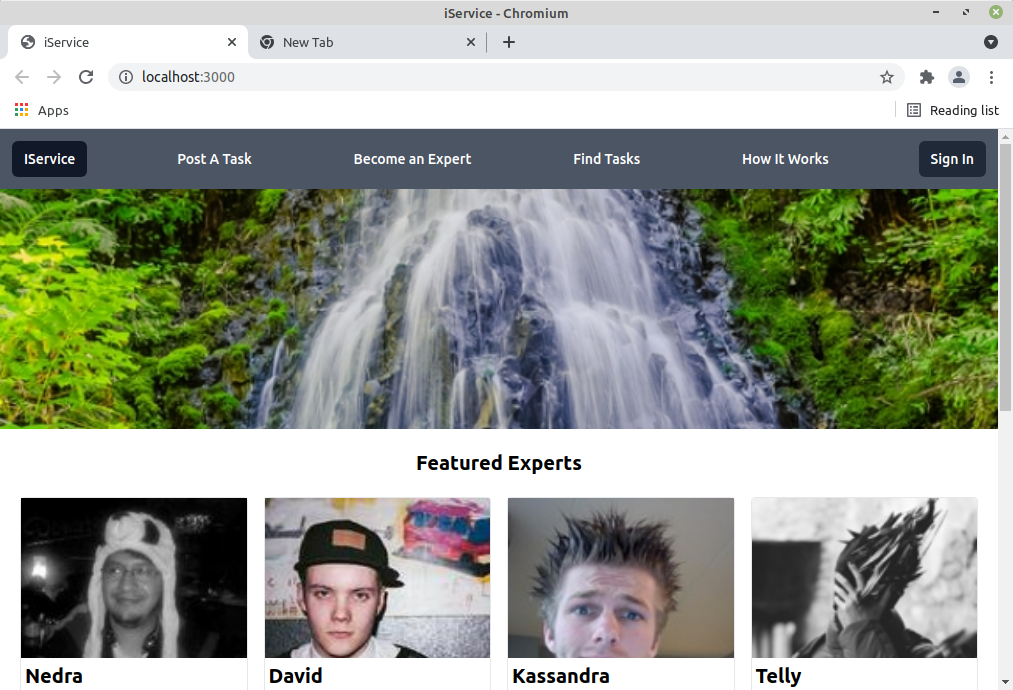 iService - Chromium
iService
New Tab
localhost:3000
Apps
Reading list
IService
Post A Task
Become an Expert
Find Tasks
How It Works
Sign In
Featured Experts
Nedra
David
Kassandra
Telly